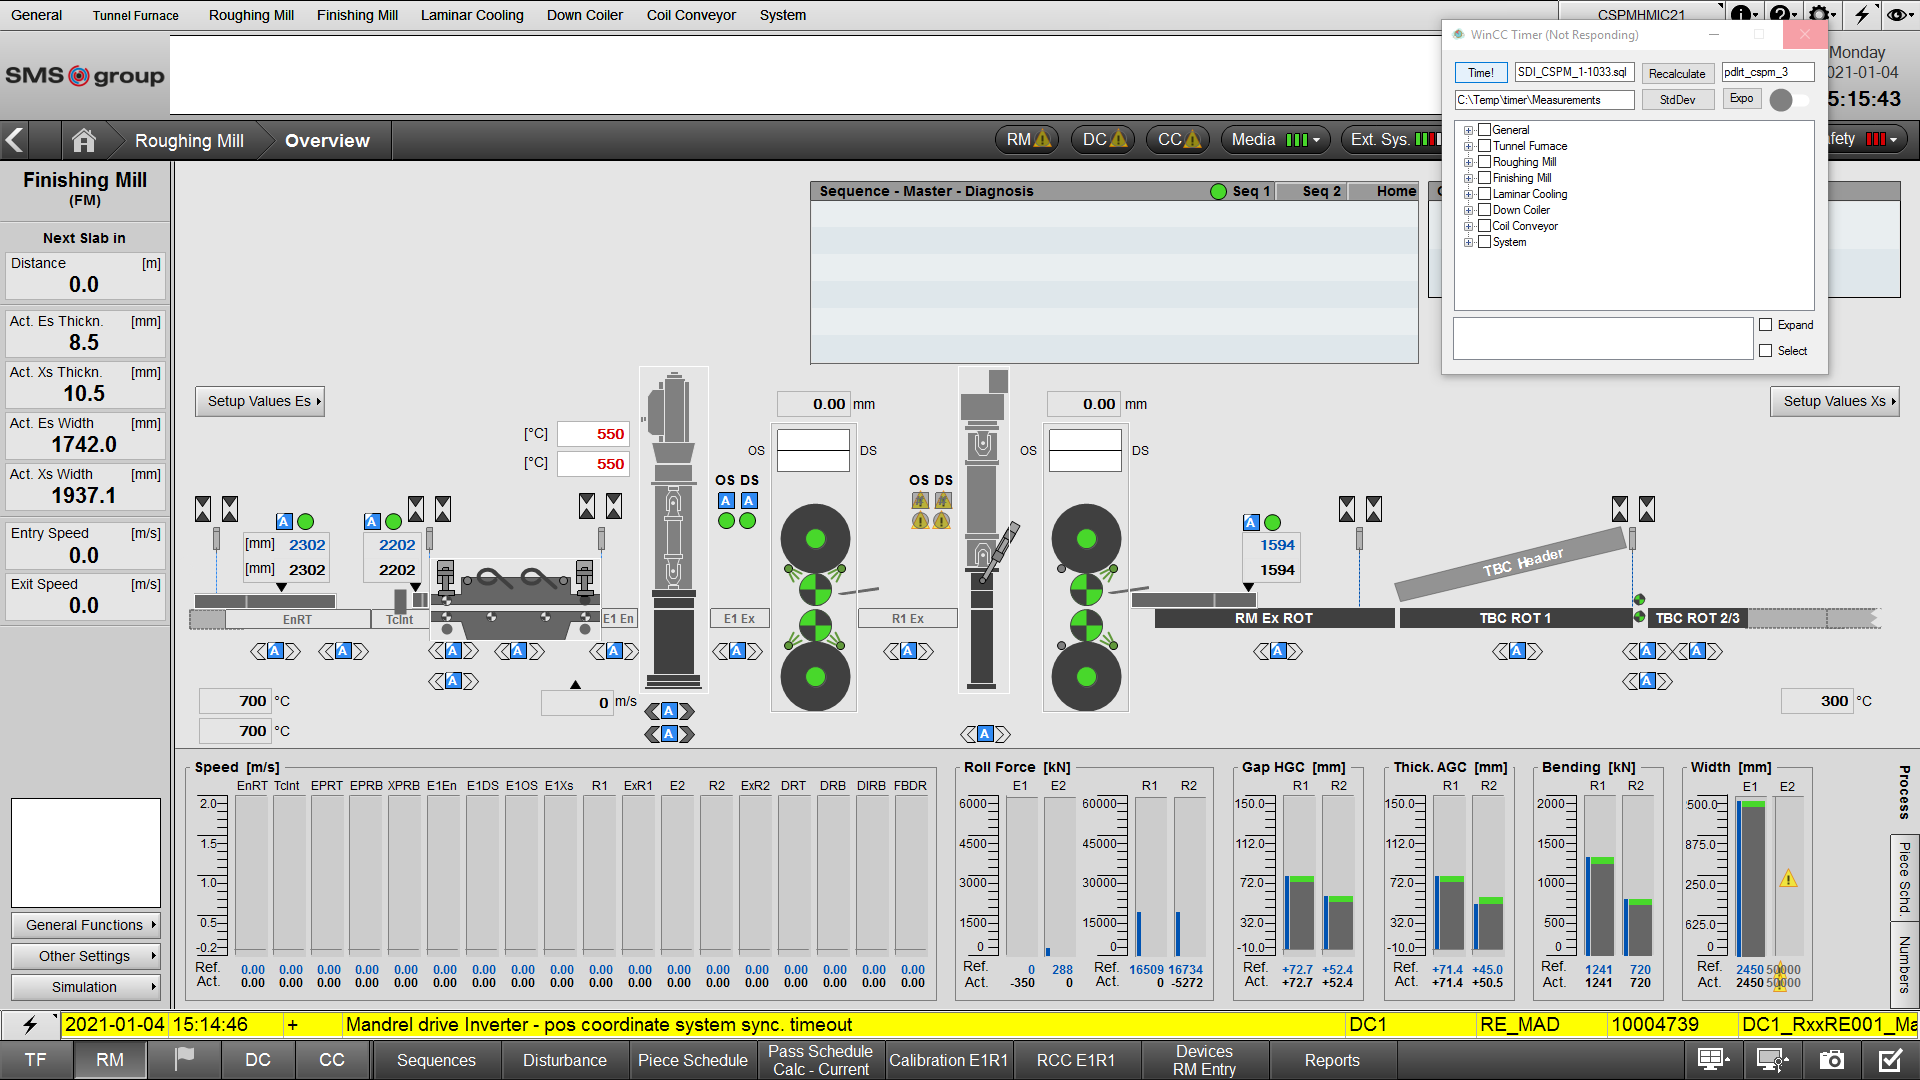 General Tunnel Furnace Roughing Mill Finishing Mill Laminar Cooling Down Coiler Coil Conveyor System CSPMHMIC21
SMS group
Monday
021-01-04
5:15:43
WinCC Timer (Not Responding)
Time! SDI_CSPM_1-1033.sql Recalculate pdlrt_cspm_3
C:\Temp\timer\Measurements StdDev Expo
General
Tunnel Furnace
Roughing Mill
Finishing Mill
Laminar Cooling
Down Coiler
Coil Conveyor
System
Expand
Select
Roughing Mill Overview RM DC CC Media Ext. Sys. afety
Finishing Mill
(FM)
Next Slab in
Distance [m]
0.0
Act. Es Thickn. [mm]
8.5
Act. Xs Thickn. [mm]
10.5
Act. Es Width [mm]
1742.0
Act. Xs Width [mm]
1937.1
Entry Speed [m/s]
0.0
Exit Speed [m/s]
0.0
General Functions
Other Settings
Simulation
Sequence - Master - Diagnosis Seq 1 Seq 2 Home
Setup Values Es Setup Values Xs
0.00 mm 0.00 mm
[°C] 550
[°C] 550
OS DS OS DS
OS DS OS DS
A A
A A A
[mm] 2302 2202 1594
[mm] 2302 2202 1594
TBC Header
EnRT TcInt E1 En E1 Ex R1 Ex RM Ex ROT TBC ROT 1 TBC ROT 2/3
A A A A A A A A A A A
A A
700 °C 0 m/s 300 °C
700 °C
A
A A
Speed [m/s] Roll Force [kN] Gap HGC [mm] Thick. AGC [mm] Bending [kN] Width [mm]
EnRT TcInt EPRT EPRB XPRB E1En E1DS E1OS E1Xs R1 ExR1 E2 R2 ExR2 DRT DRB DIRB FBDR E1 E2 R1 R2 R1 R2 R1 R2 R1 R2 E1 E2
2.0 6000 60000 150.0 150.0 2000 500.0
1.5 4500 45000 112.0 112.0 1500 875.0
1.0 3000 30000 72.0 72.0 1000 250.0
0.5 1500 15000 32.0 32.0 500 625.0
-0.2 0 0 -10.0 -10.0 0 0
Ref. 0.00 0.00 0.00 0.00 0.00 0.00 0.00 0.00 0.00 0.00 0.00 0.00 0.00 0.00 0.00 0.00 0.00 0.00 Ref. 0 288 Ref. 16509 16734 Ref. +72.7 +52.4 Ref. +71.4 +45.0 Ref. 1241 720 Ref. 2450 50000
Act. 0.00 0.00 0.00 0.00 0.00 0.00 0.00 0.00 0.00 0.00 0.00 0.00 0.00 0.00 0.00 0.00 0.00 0.00 Act. -350 0 Act. 0 -5272 Act. +72.7 +52.4 Act. +71.4 +50.5 Act. 1241 720 Act. 2450 50000
Process
Piece Schd.
Numbers
2021-01-04 15:14:46 + Mandrel drive Inverter - pos coordinate system sync. timeout DC1 RE_MAD 10004739 DC1_RxxRE001_Ma
TF RM DC CC Sequences Disturbance Piece Schedule Pass Schedule Calc - Current Calibration E1R1 RCC E1R1 Devices RM Entry Reports